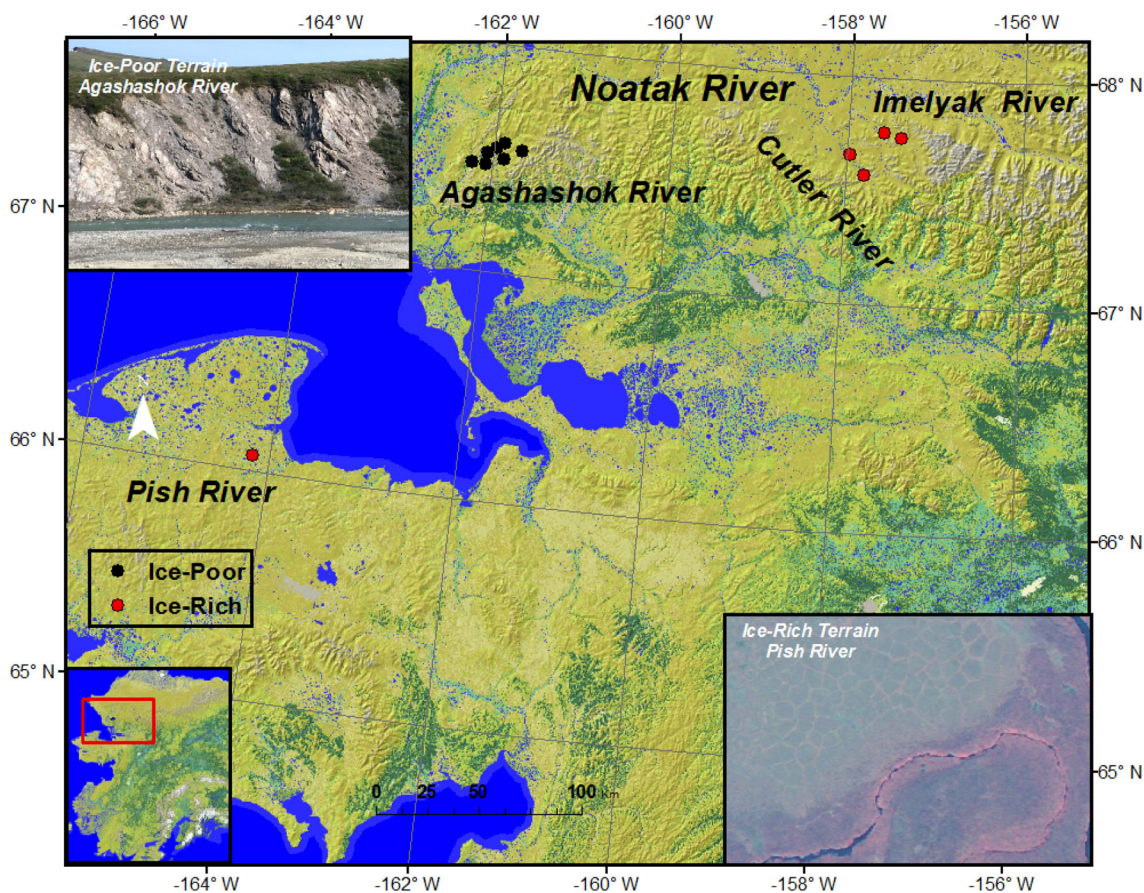 -166° W
-164° W
-162° W
-160° W
-158° W
-156° W
Ice-Poor Terrain
Agashashok River
Noatak River
Imelyak River
Cutler River
Agashashok River
68° N
67° N
67° N
66° N
66° N
65° N
65° N
N
Pish River
Ice-Poor
Ice-Rich
Ice-Rich Terrain
Pish River
0 25 50 100 Km
-164° W
-162° W
-160° W
-158° W
-156° W